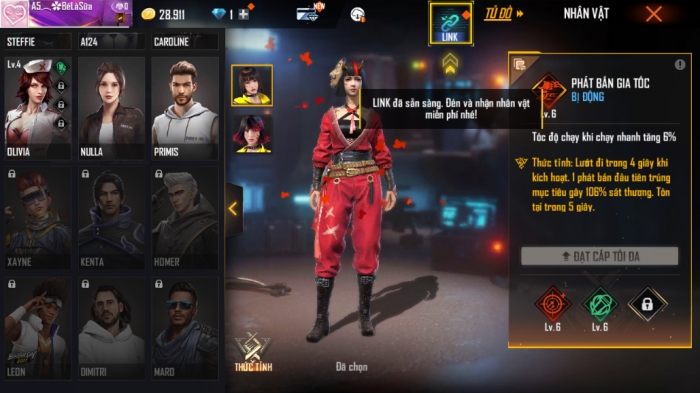 A5︵✿BéLàSữa
0
28.911
1
NEW
LINK
TỦ ĐỒ
NHÂN VẬT
STEFFIE
A124
CAROLINE
Lv.4
OLIVIA
NULLA
PRIMIS
XAYNE
KENTA
HOMER
LEON
DIMITRI
MARO
LINK đã sẵn sàng. Đến và nhận nhân vật
miễn phí nhé!
THỨC TỈNH
Đã chọn
PHÁT BẮN GIA TỐC
BỊ ĐỘNG
Lv. 6
Tốc độ chạy khi chạy nhanh tăng 6%
Thức tỉnh: Lướt đi trong 4 giây khi
kích hoạt. 1 phát bắn đầu tiên trúng
mục tiêu gây 106% sát thương. Tồn
tại trong 5 giây.
ĐẠT CẤP TỐI ĐA
Lv. 6
Lv. 6